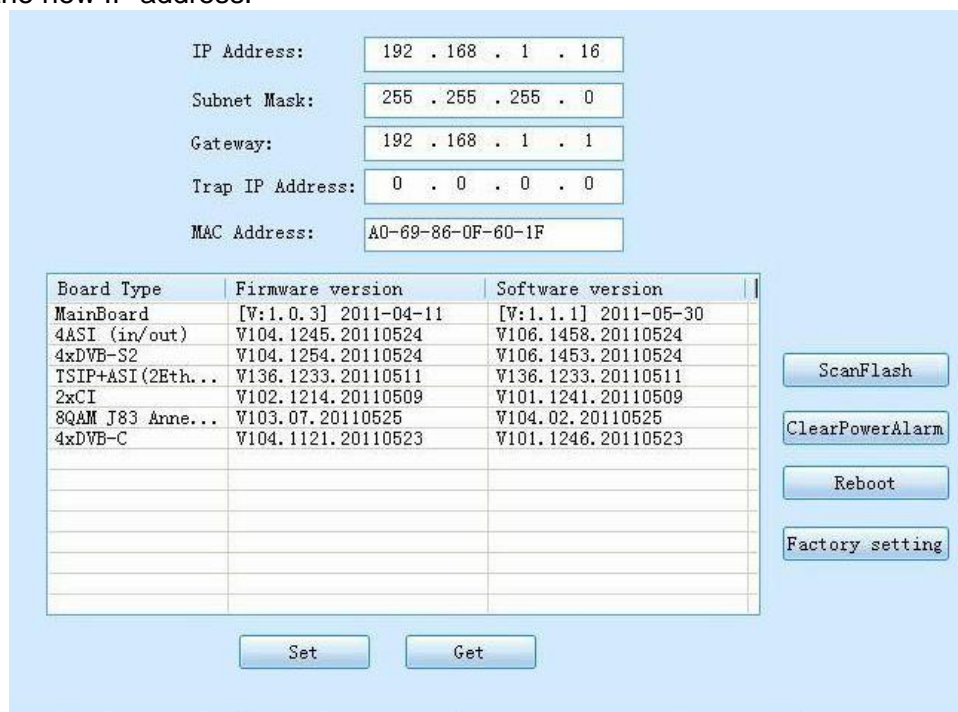 the new IP address.
IP Address: 192 . 168 . 1 . 16
Subnet Mask: 255 . 255 . 255 . 0
Gateway: 192 . 168 . 1 . 1
Trap IP Address: 0 . 0 . 0 . 0
MAC Address: A0-69-86-0F-60-1F
Board Type Firmware version Software version
MainBoard [V:1.0.3] 2011-04-11 [V:1.1.1] 2011-05-30
4ASI (in/out) V104.1245.20110524 V106.1458.20110524
4xDVB-S2 V104.1254.20110524 V106.1453.20110524
TSIP+ASI(2Eth... V136.1233.20110511 V136.1233.20110511
2xCI V102.1214.20110509 V101.1241.20110509
8QAM J83 Anne... V103.07.20110525 V104.02.20110525
4xDVB-C V104.1121.20110523 V101.1246.20110523
ScanFlash
ClearPowerAlarm
Reboot
Factory setting
Set Get